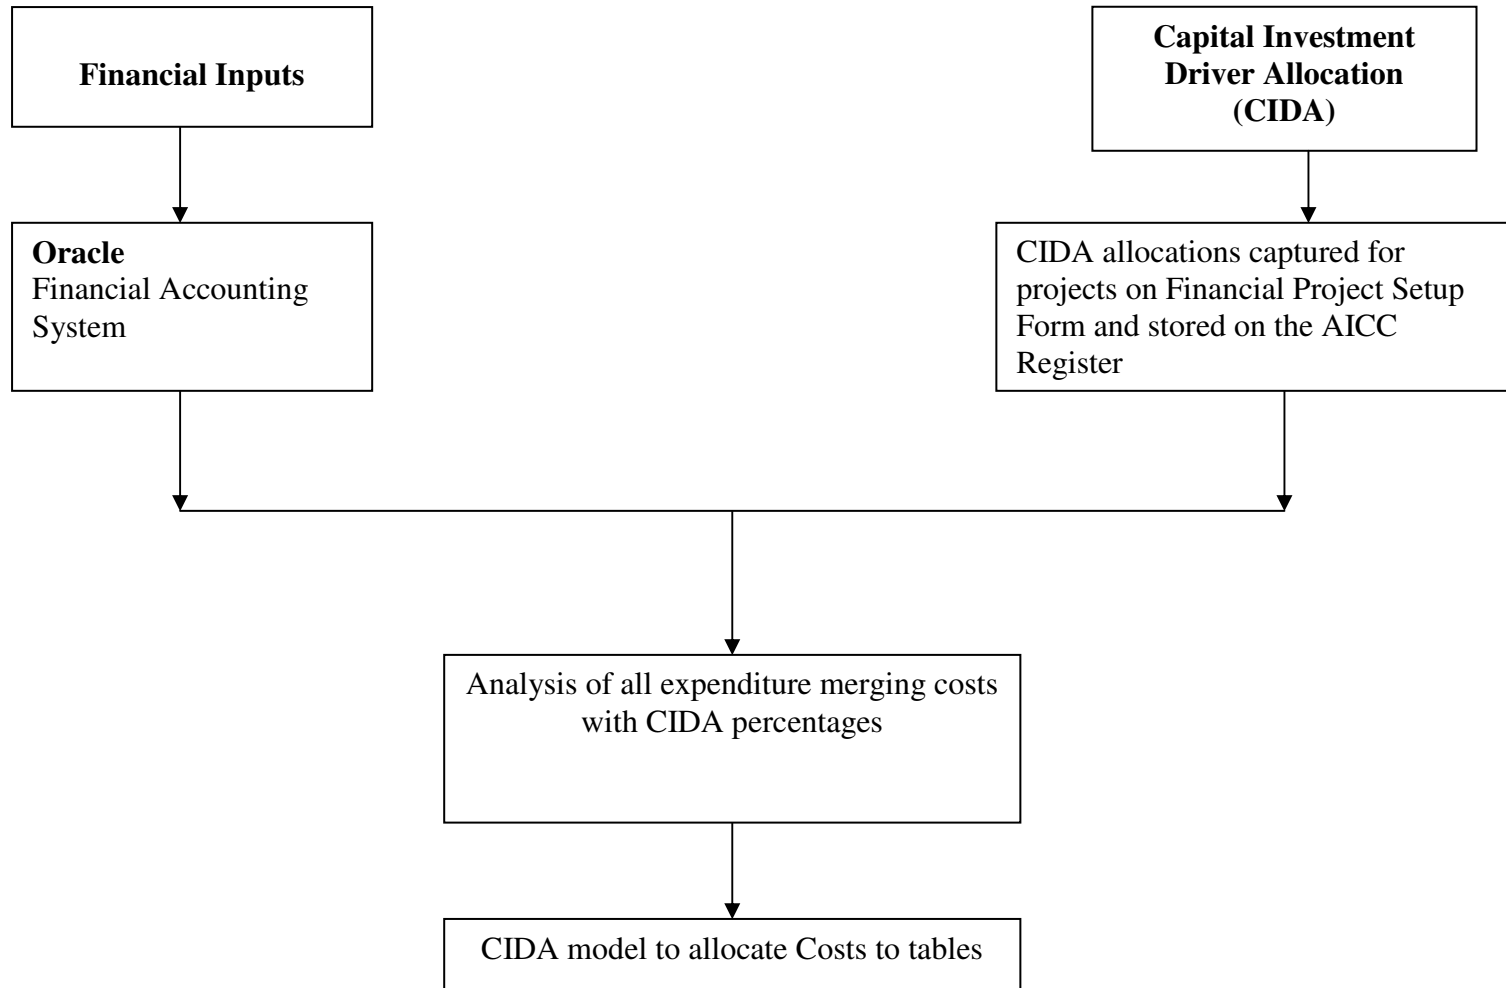 Financial Inputs
Capital Investment
Driver Allocation
(CIDA)
Oracle
Financial Accounting
System
CIDA allocations captured for
projects on Financial Project Setup
Form and stored on the AICC
Register
Analysis of all expenditure merging costs
with CIDA percentages
CIDA model to allocate Costs to tables